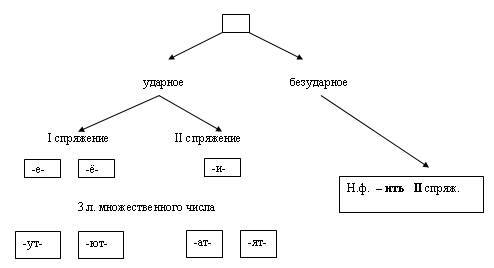 ударное безударное
I спряжение II спряжение
-е- -ё- -и-
Н.ф. – ить II спряж.
3 л. множественного числа
-ут- -ют- -ат- -ят-